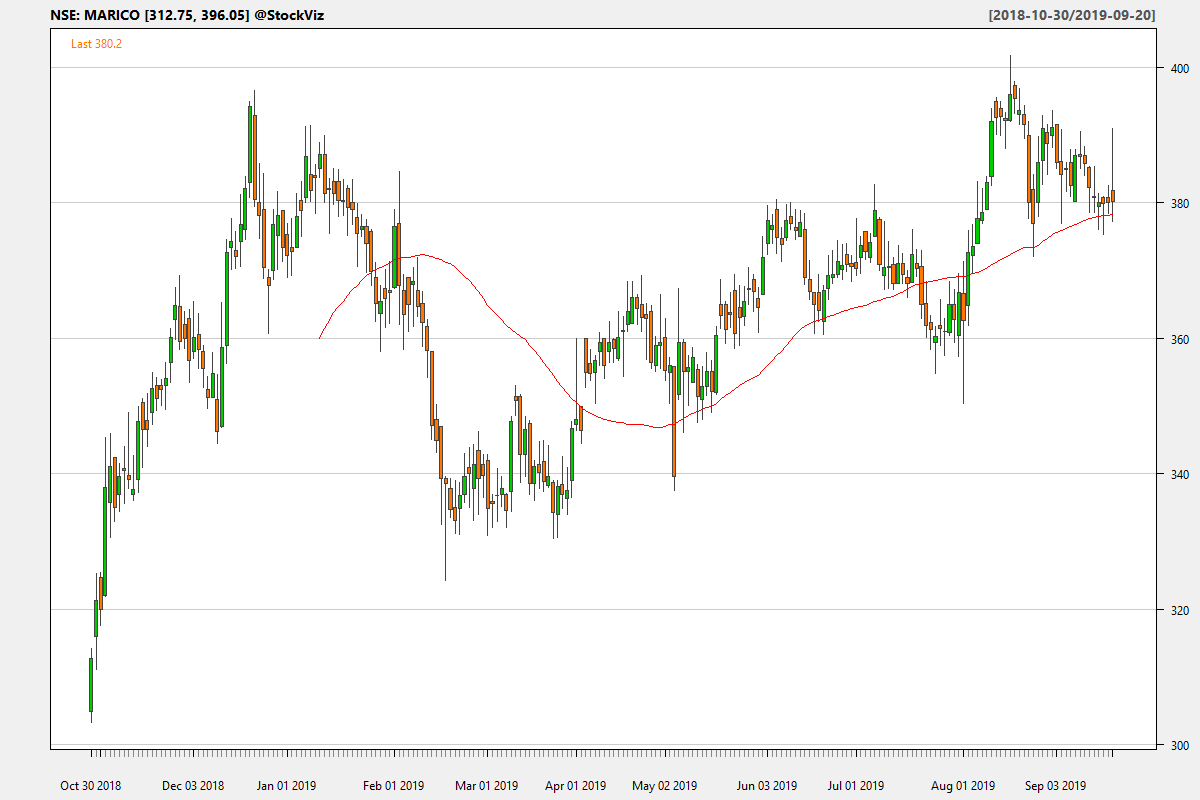 NSE: MARICO [312.75, 396.05] @StockViz
[2018-10-30/2019-09-20]
Last 380.2
400
380
360
340
320
300
Oct 30 2018
Dec 03 2018
Jan 01 2019
Feb 01 2019
Mar 01 2019
Apr 01 2019
May 02 2019
Jun 03 2019
Jul 01 2019
Aug 01 2019
Sep 03 2019